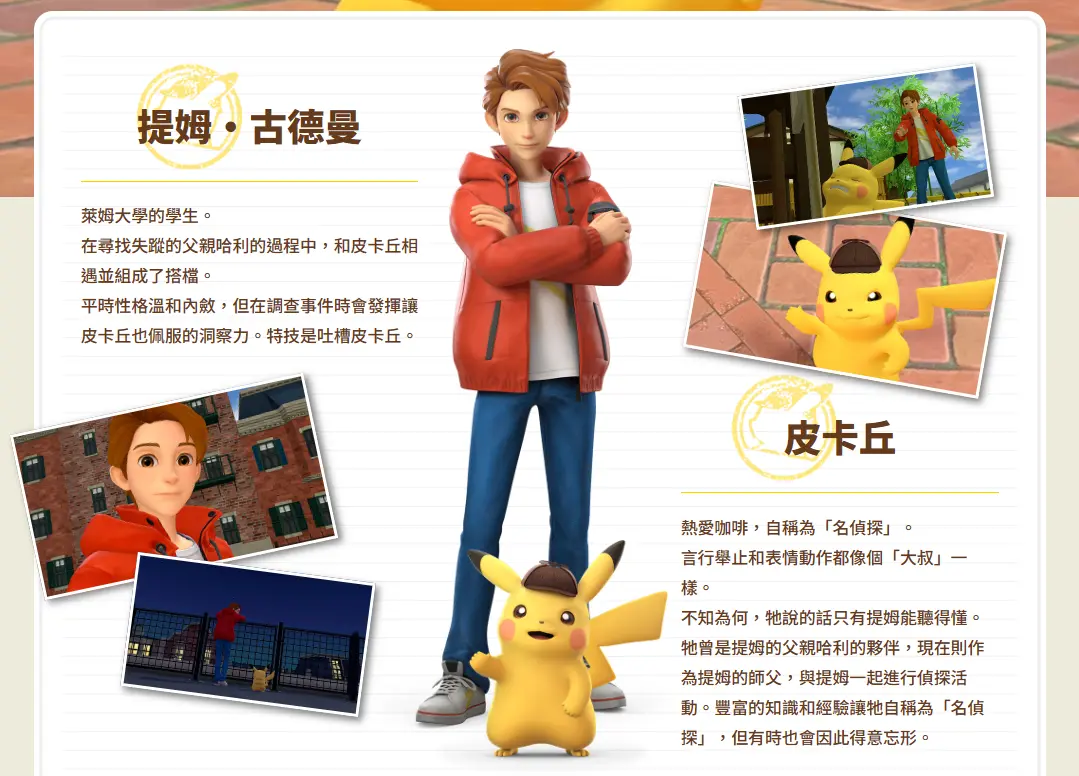 提姆・古德曼
萊姆大學的學生。
在尋找失蹤的父親哈利的過程中，和皮卡丘相
遇並組成了搭檔。
平時性格溫和內斂，但在調查事件時會發揮讓
皮卡丘也佩服的洞察力。特技是吐槽皮卡丘。
皮卡丘
熱愛咖啡，自稱為「名偵探」。
言行舉止和表情動作都像個「大叔」一
樣。
不知為何，牠說的話只有提姆能聽得懂。
牠曾是提姆的父親哈利的夥伴，現在則作
為提姆的師父，與提姆一起進行偵探活
動。豐富的知識和經驗讓牠自稱為「名偵
探」，但有時也會因此得意忘形。